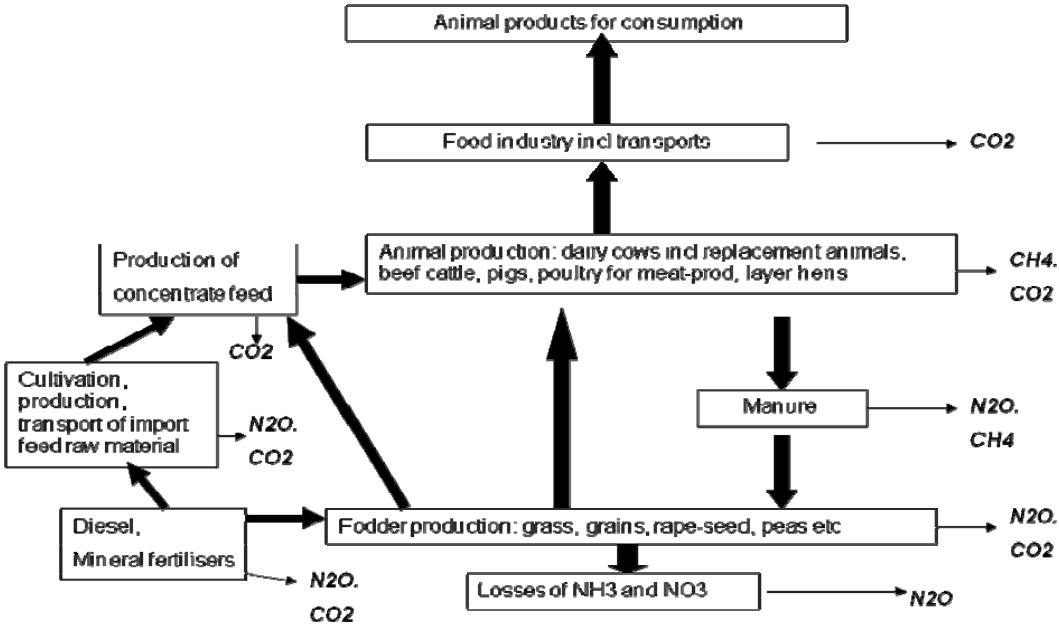 Animal products for consumption
Food industry incl transports
CO2
Animal production: dairy cows incl replacement animals,
beef cattle, pigs, poultry for meat-prod, layer hens
CH4.
CO2
Production of
concentrate feed
CO2
Cultivation,
production,
transport of import
feed raw material
N2O.
CO2
Manure
N2O.
CH4
Diesel,
Mineral fertilisers
N2O.
CO2
Fodder production: grass, grains, rape-seed, peas etc
N2O.
CO2
Losses of NH3 and NO3
N2O